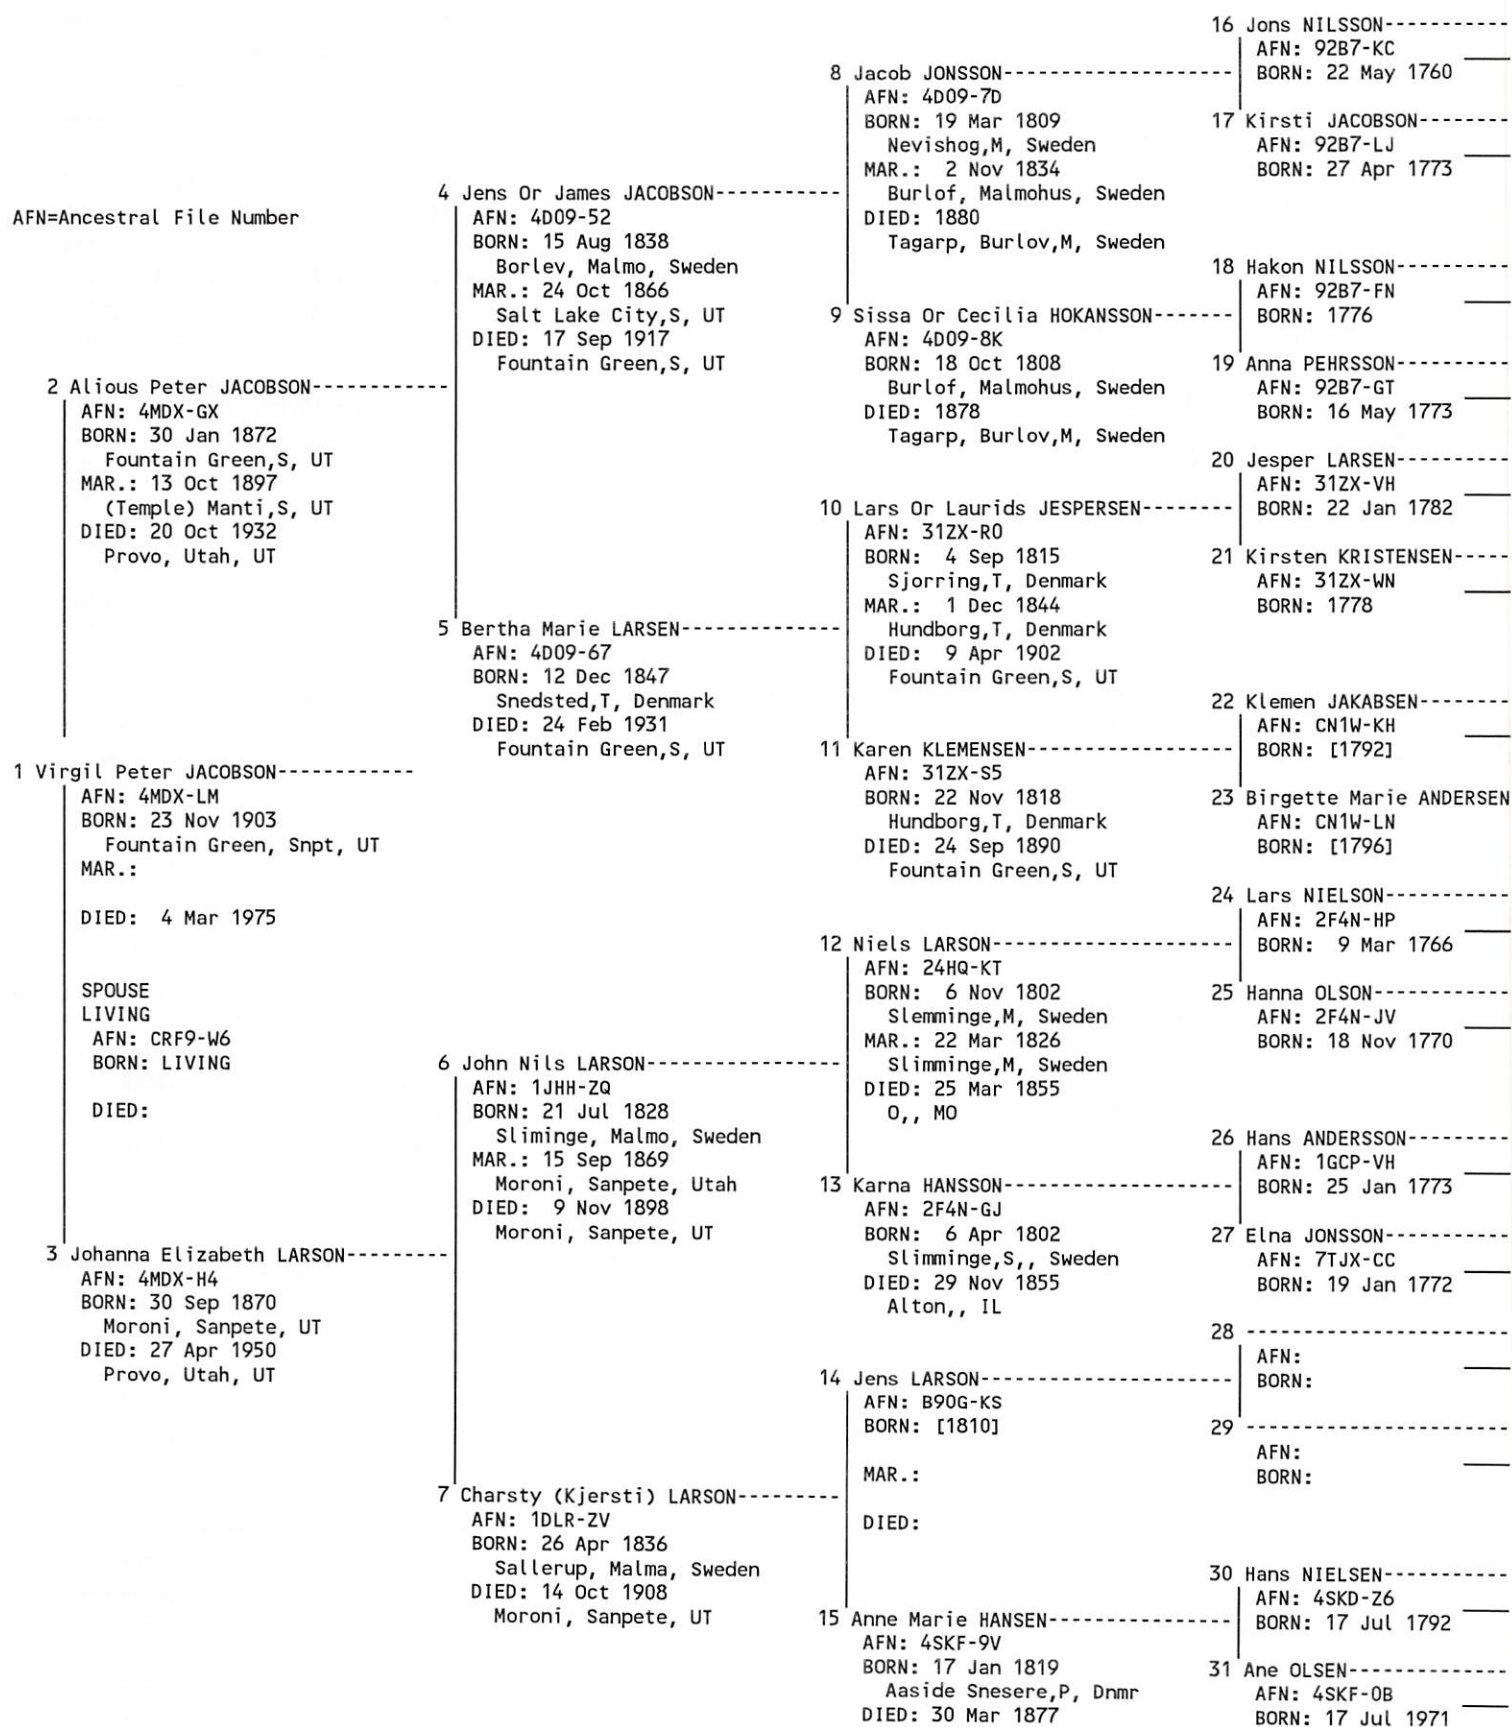 AFN=Ancestral File Number
1 Virgil Peter JACOBSON
AFN: 4MDX-LM
BORN: 23 Nov 1903
Fountain Green, Snpt, UT
MAR.:
DIED: 4 Mar 1975
SPOUSE
LIVING
AFN: CRF9-W6
BORN: LIVING
DIED:
2 Alious Peter JACOBSON
AFN: 4MDX-GX
BORN: 30 Jan 1872
Fountain Green,S, UT
MAR.: 13 Oct 1897
(Temple) Manti,S, UT
DIED: 20 Oct 1932
Provo, Utah, UT
3 Johanna Elizabeth LARSON
AFN: 4MDX-H4
BORN: 30 Sep 1870
Moroni, Sanpete, UT
DIED: 27 Apr 1950
Provo, Utah, UT
4 Jens Or James JACOBSON
AFN: 4D09-52
BORN: 15 Aug 1838
Borlev, Malmo, Sweden
MAR.: 24 Oct 1866
Salt Lake City,S, UT
DIED: 17 Sep 1917
Fountain Green,S, UT
5 Bertha Marie LARSEN
AFN: 4D09-67
BORN: 12 Dec 1847
Snedsted,T, Denmark
DIED: 24 Feb 1931
Fountain Green,S, UT
6 John Nils LARSON
AFN: 1JHH-ZQ
BORN: 21 Jul 1828
Sliminge, Malmo, Sweden
MAR.: 15 Sep 1869
Moroni, Sanpete, Utah
DIED: 9 Nov 1898
Moroni, Sanpete, UT
7 Charsty (Kjersti) LARSON
AFN: 1DLR-ZV
BORN: 26 Apr 1836
Sallerup, Malma, Sweden
DIED: 14 Oct 1908
Moroni, Sanpete, UT
8 Jacob JONSSON
AFN: 4D09-7D
BORN: 19 Mar 1809
Nevishog,M, Sweden
MAR.: 2 Nov 1834
Burlof, Malmohus, Sweden
DIED: 1880
Tagarp, Burlov,M, Sweden
9 Sissa Or Cecilia HOKANSSON
AFN: 4D09-8K
BORN: 18 Oct 1808
Burlof, Malmohus, Sweden
DIED: 1878
Tagarp, Burlov,M, Sweden
10 Lars Or Laurids JESPERSEN
AFN: 31ZX-R0
BORN: 4 Sep 1815
Sjorring,T, Denmark
MAR.: 1 Dec 1844
Hundborg,T, Denmark
DIED: 9 Apr 1902
Fountain Green,S, UT
11 Karen KLEMENSEN
AFN: 31ZX-S5
BORN: 22 Nov 1818
Hundborg,T, Denmark
DIED: 24 Sep 1890
Fountain Green,S, UT
12 Niels LARSON
AFN: 24HQ-KT
BORN: 6 Nov 1802
Slemminge,M, Sweden
MAR.: 22 Mar 1826
Slimminge,M, Sweden
DIED: 25 Mar 1855
O,, MO
13 Karna HANSSON
AFN: 2F4N-GJ
BORN: 6 Apr 1802
Slimminge,S,, Sweden
DIED: 29 Nov 1855
Alton,, IL
14 Jens LARSON
AFN: B90G-KS
BORN: [1810]
MAR.:
DIED:
15 Anne Marie HANSEN
AFN: 4SKF-9V
BORN: 17 Jan 1819
Aaside Snesere,P, Dnmr
DIED: 30 Mar 1877
16 Jons NILSSON
AFN: 92B7-KC
BORN: 22 May 1760
17 Kirsti JACOBSON
AFN: 92B7-LJ
BORN: 27 Apr 1773
18 Hakon NILSSON
AFN: 92B7-FN
BORN: 1776
19 Anna PEHRSSON
AFN: 92B7-GT
BORN: 16 May 1773
20 Jesper LARSEN
AFN: 31ZX-VH
BORN: 22 Jan 1782
21 Kirsten KRISTENSEN
AFN: 31ZX-WN
BORN: 1778
22 Klemen JAKABSEN
AFN: CN1W-KH
BORN: [1792]
23 Birgette Marie ANDERSEN
AFN: CN1W-LN
BORN: [1796]
24 Lars NIELSON
AFN: 2F4N-HP
BORN: 9 Mar 1766
25 Hanna OLSON
AFN: 2F4N-JV
BORN: 18 Nov 1770
26 Hans ANDERSSON
AFN: 1GCP-VH
BORN: 25 Jan 1773
27 Elna JONSSON
AFN: 7TJX-CC
BORN: 19 Jan 1772
28
AFN:
BORN:
29
AFN:
BORN:
30 Hans NIELSEN
AFN: 4SKD-Z6
BORN: 17 Jul 1792
31 Ane OLSEN
AFN: 4SKF-0B
BORN: 17 Jul 1971